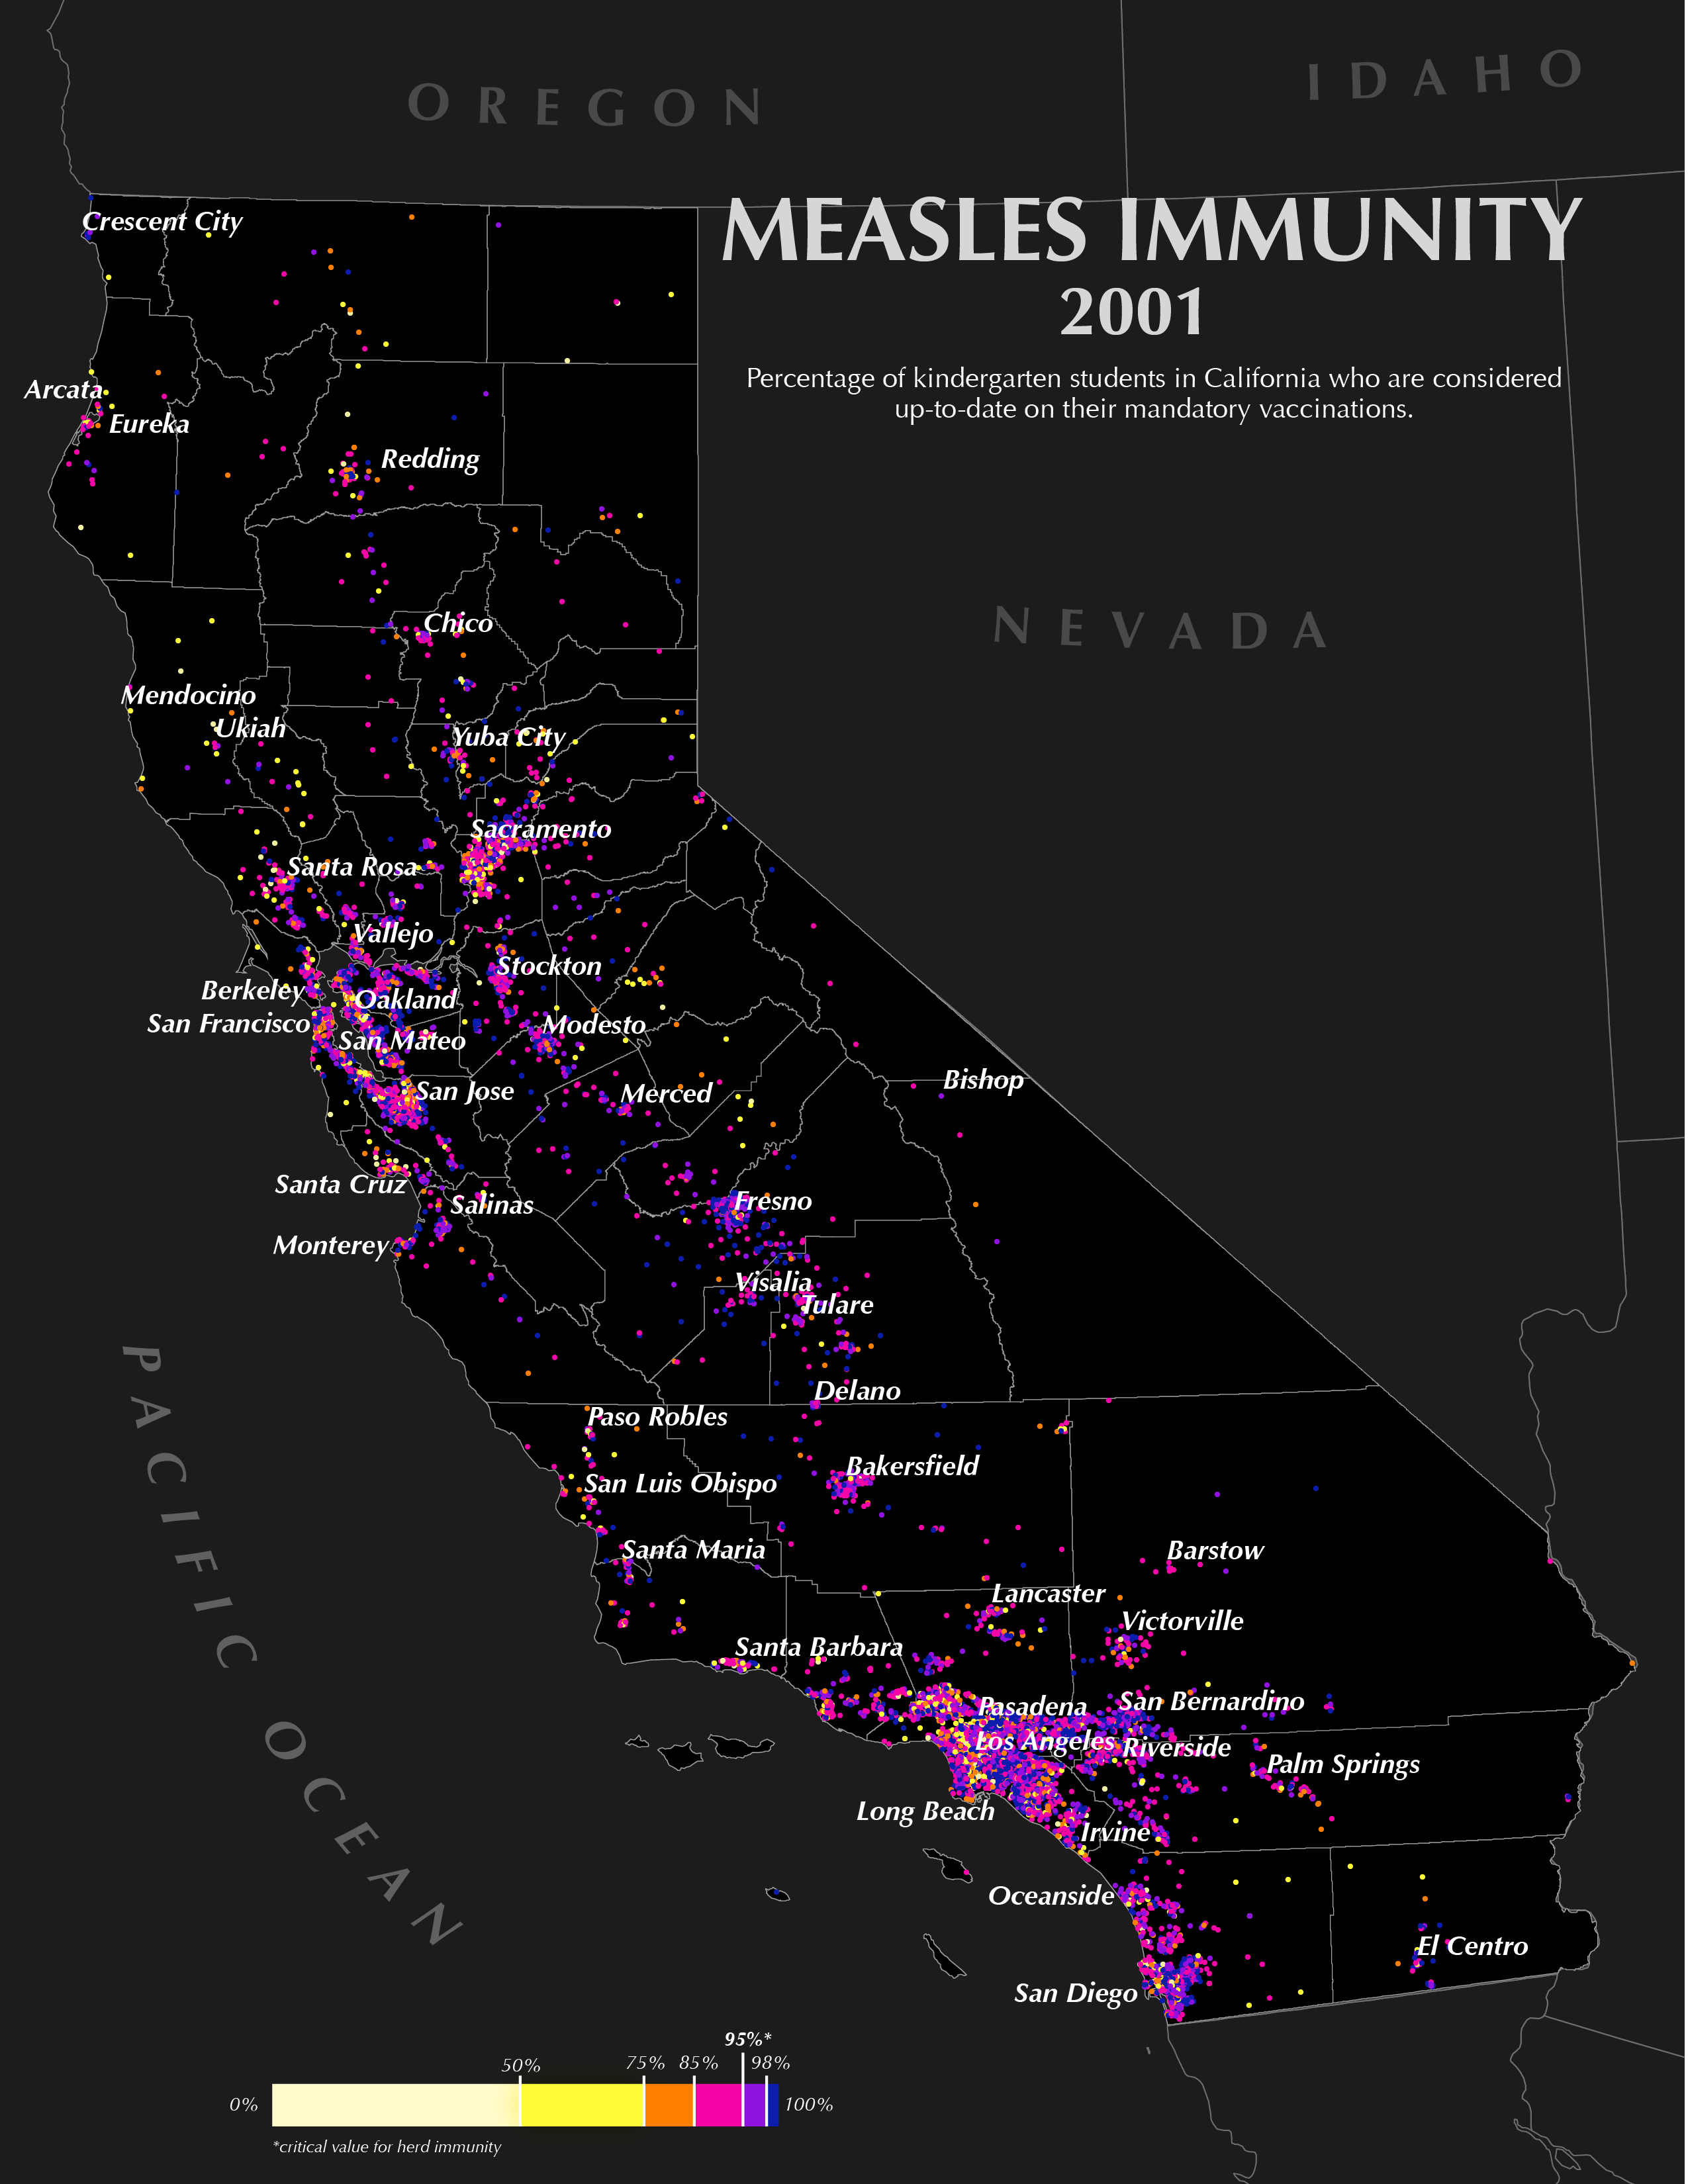 OREGON
IDAHO
MEASLES IMMUNITY
2001
Percentage of kindergarten students in California who are considered
up-to-date on their mandatory vaccinations.
Crescent City
Arcata
Eureka
Redding
NEVADA
Chico
Mendocino
Ukiah
Yuba City
Sacramento
Santa Rosa
Vallejo
Stockton
Berkeley
Oakland
San Francisco
Modesto
San Mateo
Bishop
San Jose
Merced
Santa Cruz
Salinas
Fresno
Monterey
Visalia
Tulare
PACIFIC OCEAN
Delano
Paso Robles
Bakersfield
San Luis Obispo
Santa Maria
Barstow
Lancaster
Victorville
Santa Barbara
Pasadena
San Bernardino
Los Angeles
Riverside
Palm Springs
Long Beach
Irvine
Oceanside
El Centro
San Diego
95%*
50%
75%
85%
98%
0%
100%
*critical value for herd immunity